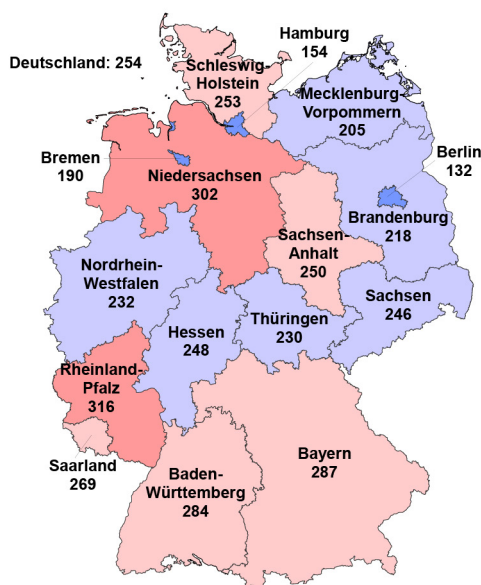 Hamburg
154
Deutschland: 254
Schleswig-
Holstein
253
Mecklenburg-
Vorpommern
205
Bremen
190
Niedersachsen
302
Berlin
132
Brandenburg
218
Sachsen-
Anhalt
250
Nordrhein-
Westfalen
232
Sachsen
246
Hessen
248
Thüringen
230
Rheinland-
Pfalz
316
Saarland
269
Baden-
Württemberg
284
Bayern
287